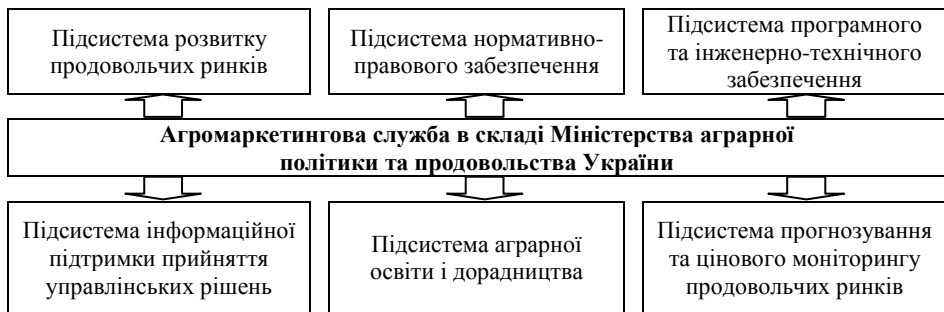 Підсистема розвитку
продовольчих ринків
Підсистема нормативно-
правового забезпечення
Підсистема програмного
та інженерно-технічного
забезпечення
Агромаркетингова служба в складі Міністерства аграрної
політики та продовольства України
Підсистема інформаційної
підтримки прийняття
управлінських рішень
Підсистема аграрної
освіти і дорадництва
Підсистема прогнозування
та цінового моніторингу
продовольчих ринків